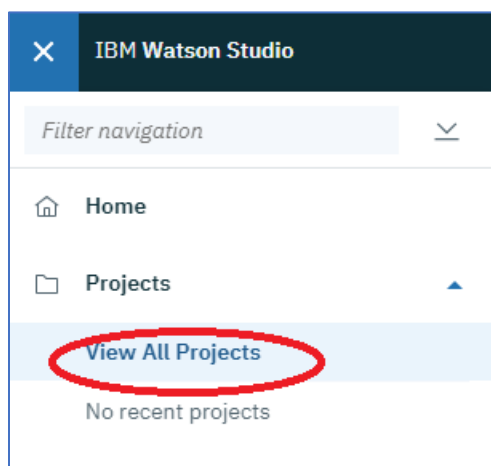 IBM Watson Studio
Filter navigation
Home
Projects
View All Projects
No recent projects